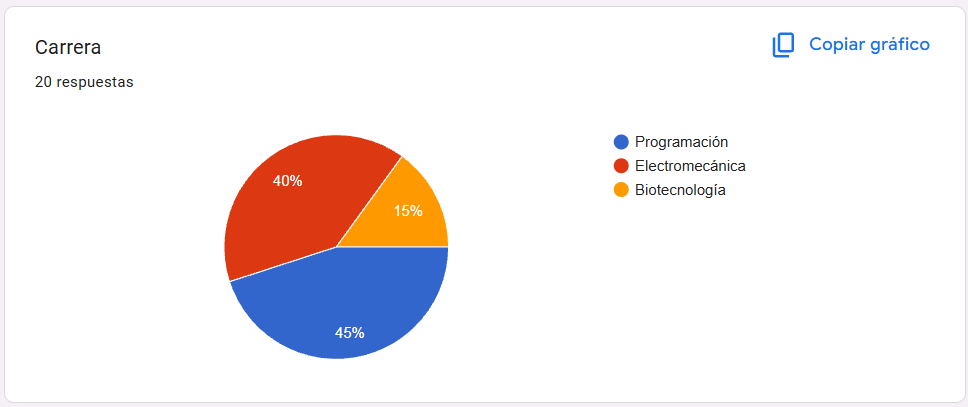 Carrera
Copiar gráfico
20 respuestas
Programación
Electromecánica
Biotecnología
40%
15%
45%